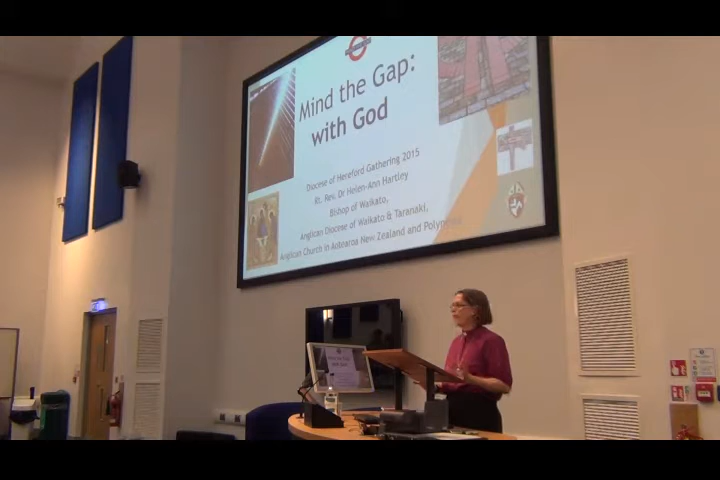 Mind the Gap:
with God
Diocese of Hereford Gathering 2015
Rt. Rev. Dr Helen-Ann Hartley
Bishop of Waikato,
Anglican Diocese of Waikato & Taranaki,
Anglican Church in Aotearoa New Zealand and Polynesia